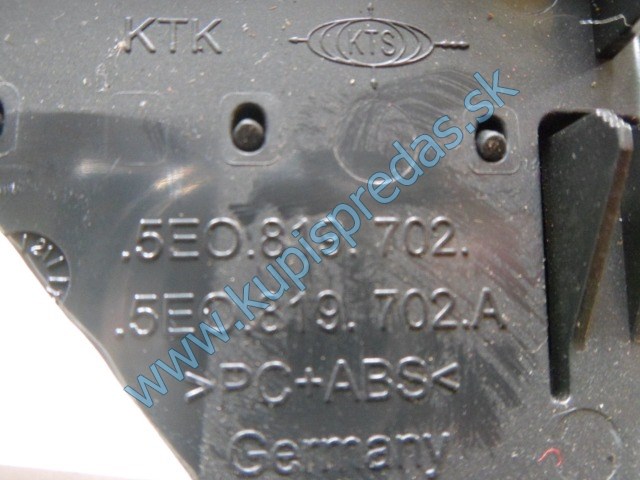 KTK KTS
.5E0.819.702.
.5E0.819.702.A
>PC+ABS<
Germany
www.kupispredas.sk